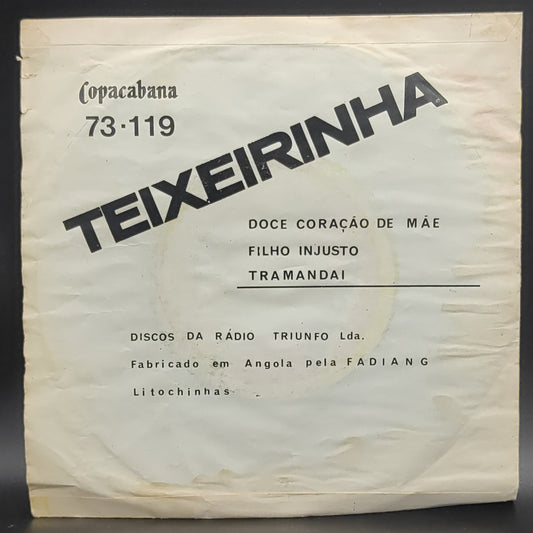 Copacabana
73-119
TEIXEIRINHA
DOCE CORAÇÃO DE MÃE
FILHO INJUSTO
TRAMANDAI
DISCOS DA RÁDIO TRIUNFO Lda.
Fabricado em Angola pela FADIANG
Litochinhas